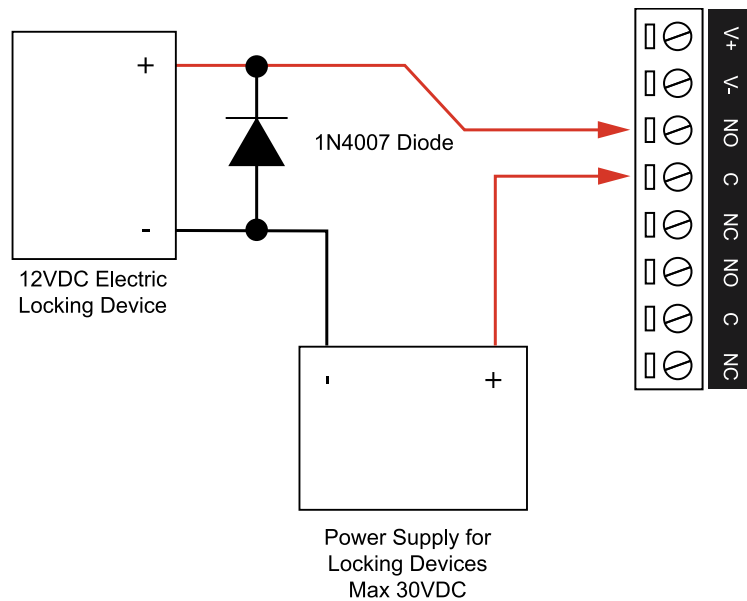 +
1N4007 Diode
-
12VDC Electric
Locking Device
- +
Power Supply for
Locking Devices
Max 30VDC
V+
V-
NO
C
NC
NO
C
NC